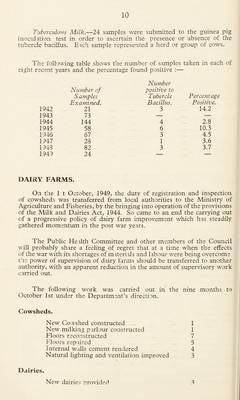 10
Tuberculous Milk.—24 samples were submitted to the guinea pig
inoculation test in order to ascertain the presence or absence of the
tubercle bacillus. Each sample represented a herd or group of cows.
The following table shows the number of samples taken in each of
eight recent years and the percentage found positive :—
Number
Number of positive to
Samples Tubercle Percentage
Examined. Bacillus. Positive.
1942 21 3 14.2
1943 73 — —
1944 144 4 2.8
1945 58 6 10.3
1946 67 3 4.5
1947 28 1 3.6
1948 82 3 3.7
1949 24 — —
DAIRY FARMS.
On the 1 t October, 1949, the duty of registration and inspection
of cowsheds was transferred from local authorities to the Ministry of
Agriculture and Fisheries, by the bringing into operation of the provisions
of the Milk and Dairies Act, 1944. So came to an end the carrying out
of a progressive policy of dairy farm improvement which has steadily
gathered momentum in the post war years.
The Public Health Committee and other members of the Council
will probably share a feeling of regret that at a time when the effects
of the war with its shortages of materials and labour were being overcome
the power of supervision of dairy farms should be transferred to another
authority, with an apparent reduction in the amount of supervisory work
carried out.
The following work was carried out in the nine months to
October 1st under the Department's direction.
Cowsheds.
New Cowshed constructed 1
New milking parlour constructed 1
Floors reconstructed 7
Floors repaired 5
Internal walls cement rendered 4
Natural lighting and ventilation improved 3
Dairies.
New dairies provided 3